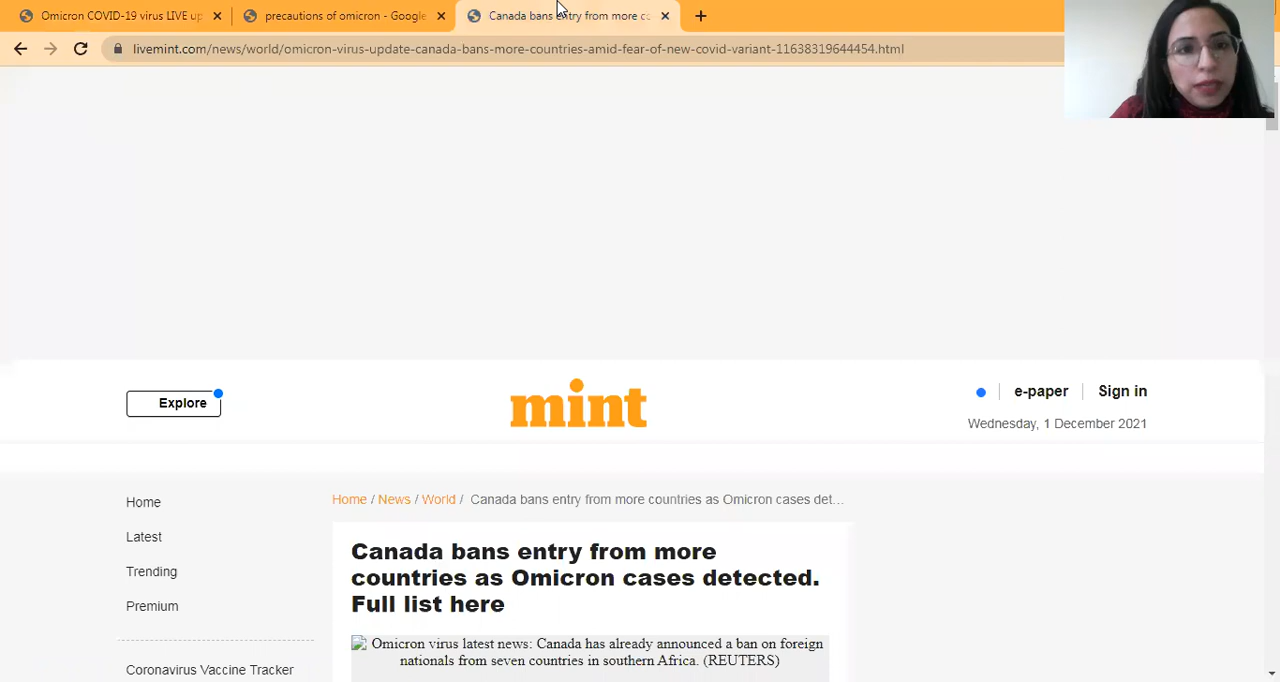 Omicron COVID-19 virus LIVE up
precautions of omicron - Google
Canada bans entry from more co
livemint.com/news/world/omicron-virus-update-canada-bans-more-countries-amid-fear-of-new-covid-variant-11638319644454.html
Explore
mint
e-paper
Sign in
Wednesday, 1 December 2021
Home
Latest
Trending
Premium
Coronavirus Vaccine Tracker
Home / News / World / Canada bans entry from more countries as Omicron cases det...
Canada bans entry from more
countries as Omicron cases detected.
Full list here
Omicron virus latest news: Canada has already announced a ban on foreign
nationals from seven countries in southern Africa. (REUTERS)